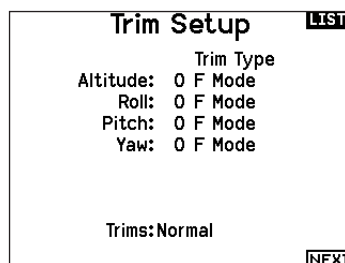 Trim Setup LIST
Trim Type
Altitude: 0 F Mode
Roll: 0 F Mode
Pitch: 0 F Mode
Yaw: 0 F Mode
Trims:Normal
NEXT